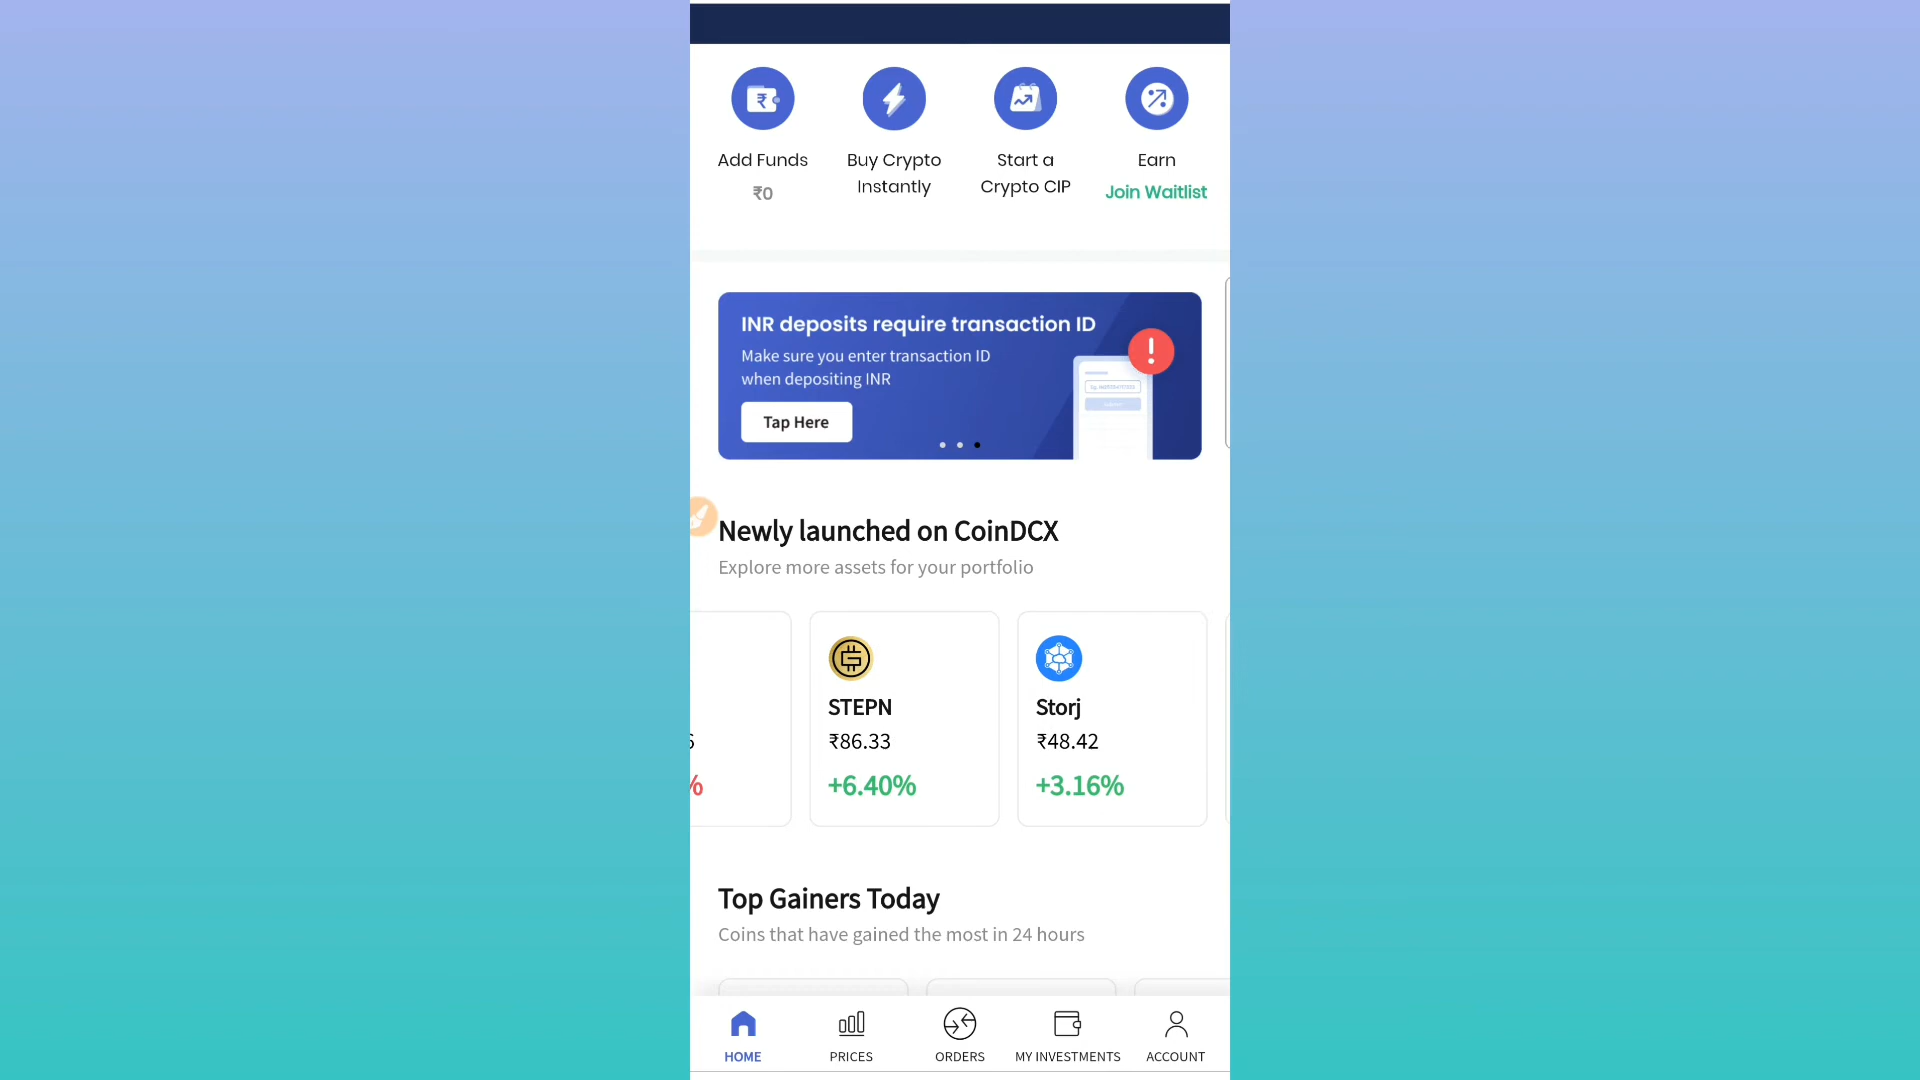 Add Funds
₹0
Buy Crypto
Instantly
Start a
Crypto CIP
Earn
Join Waitlist
INR deposits require transaction ID
Make sure you enter transaction ID
when depositing INR
Tap Here
Newly launched on CoinDCX
Explore more assets for your portfolio
%
STEPN
₹86.33
+6.40%
Storj
₹48.42
+3.16%
Top Gainers Today
Coins that have gained the most in 24 hours
HOME
PRICES
ORDERS
MY INVESTMENTS
ACCOUNT